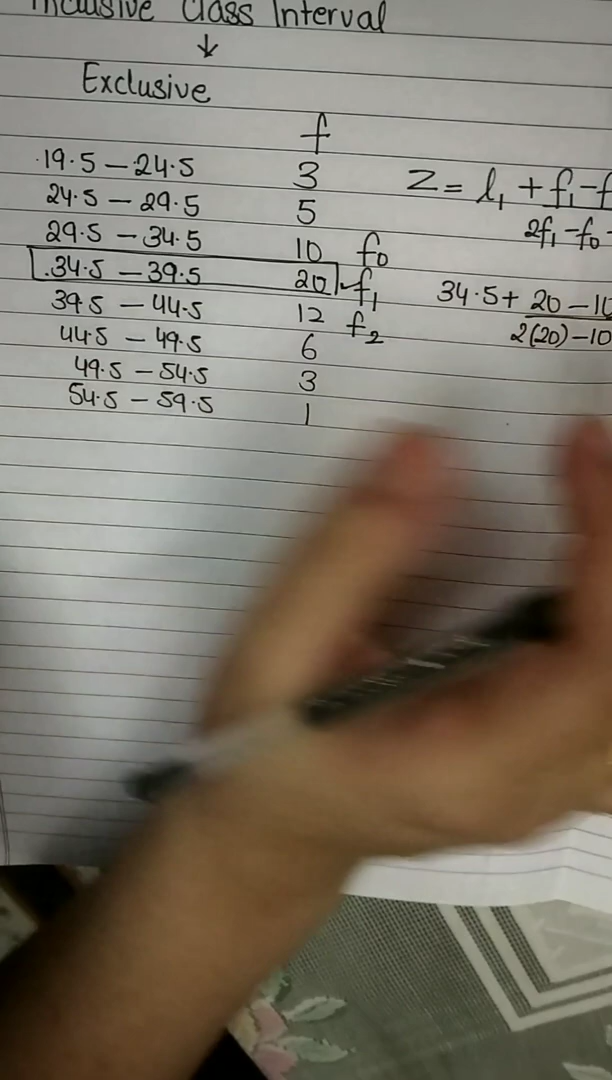 Inclusive Class Interval
↓
Exclusive
f
19.5 – 24.5 3
24.5 – 29.5 5
29.5 – 34.5 10 f₀
34.5 – 39.5 20 f₁
39.5 – 44.5 12 f₂
44.5 – 49.5 6
49.5 – 54.5 3
54.5 – 59.5 1
Z = l₁ + f₁ – f
2f₁ – f₀ –
34.5 + 20 – 10
2(20) – 10